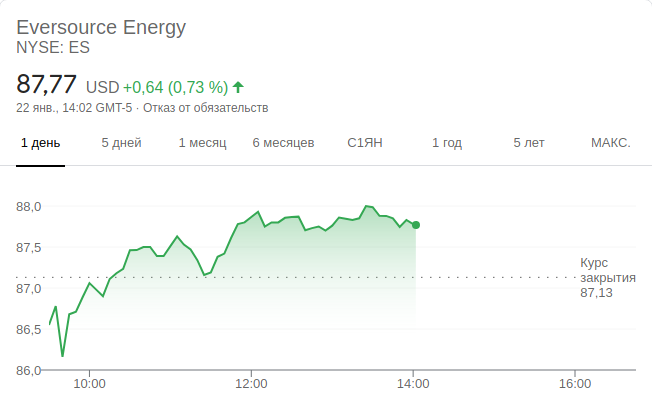 Eversource Energy
NYSE: ES
87,77 USD +0,64 (0,73 %)
22 янв., 14:02 GMT-5 · Отказ от обязательств
1 день 5 дней 1 месяц 6 месяцев С1ЯН 1 год 5 лет МАКС.
88,0
87,5
87,0
86,5
86,0
Курс
закрытия
87,13
10:00 12:00 14:00 16:00